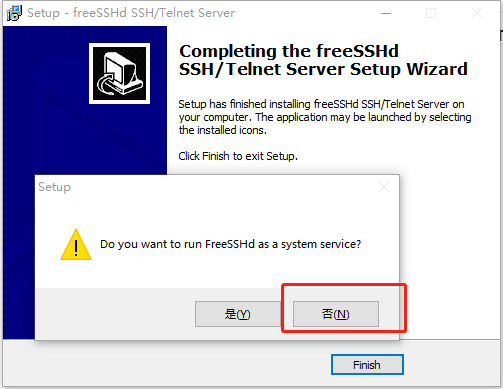 Setup - freeSSHd SSH/Telnet Server
Completing the freeSSHd
SSH/Telnet Server Setup Wizard
Setup has finished installing freeSSHd SSH/Telnet Server on
your computer. The application may be launched by selecting
the installed icons.
Click Finish to exit Setup.
Setup
Do you want to run FreeSSHd as a system service?
是(Y)
否(N)
Finish